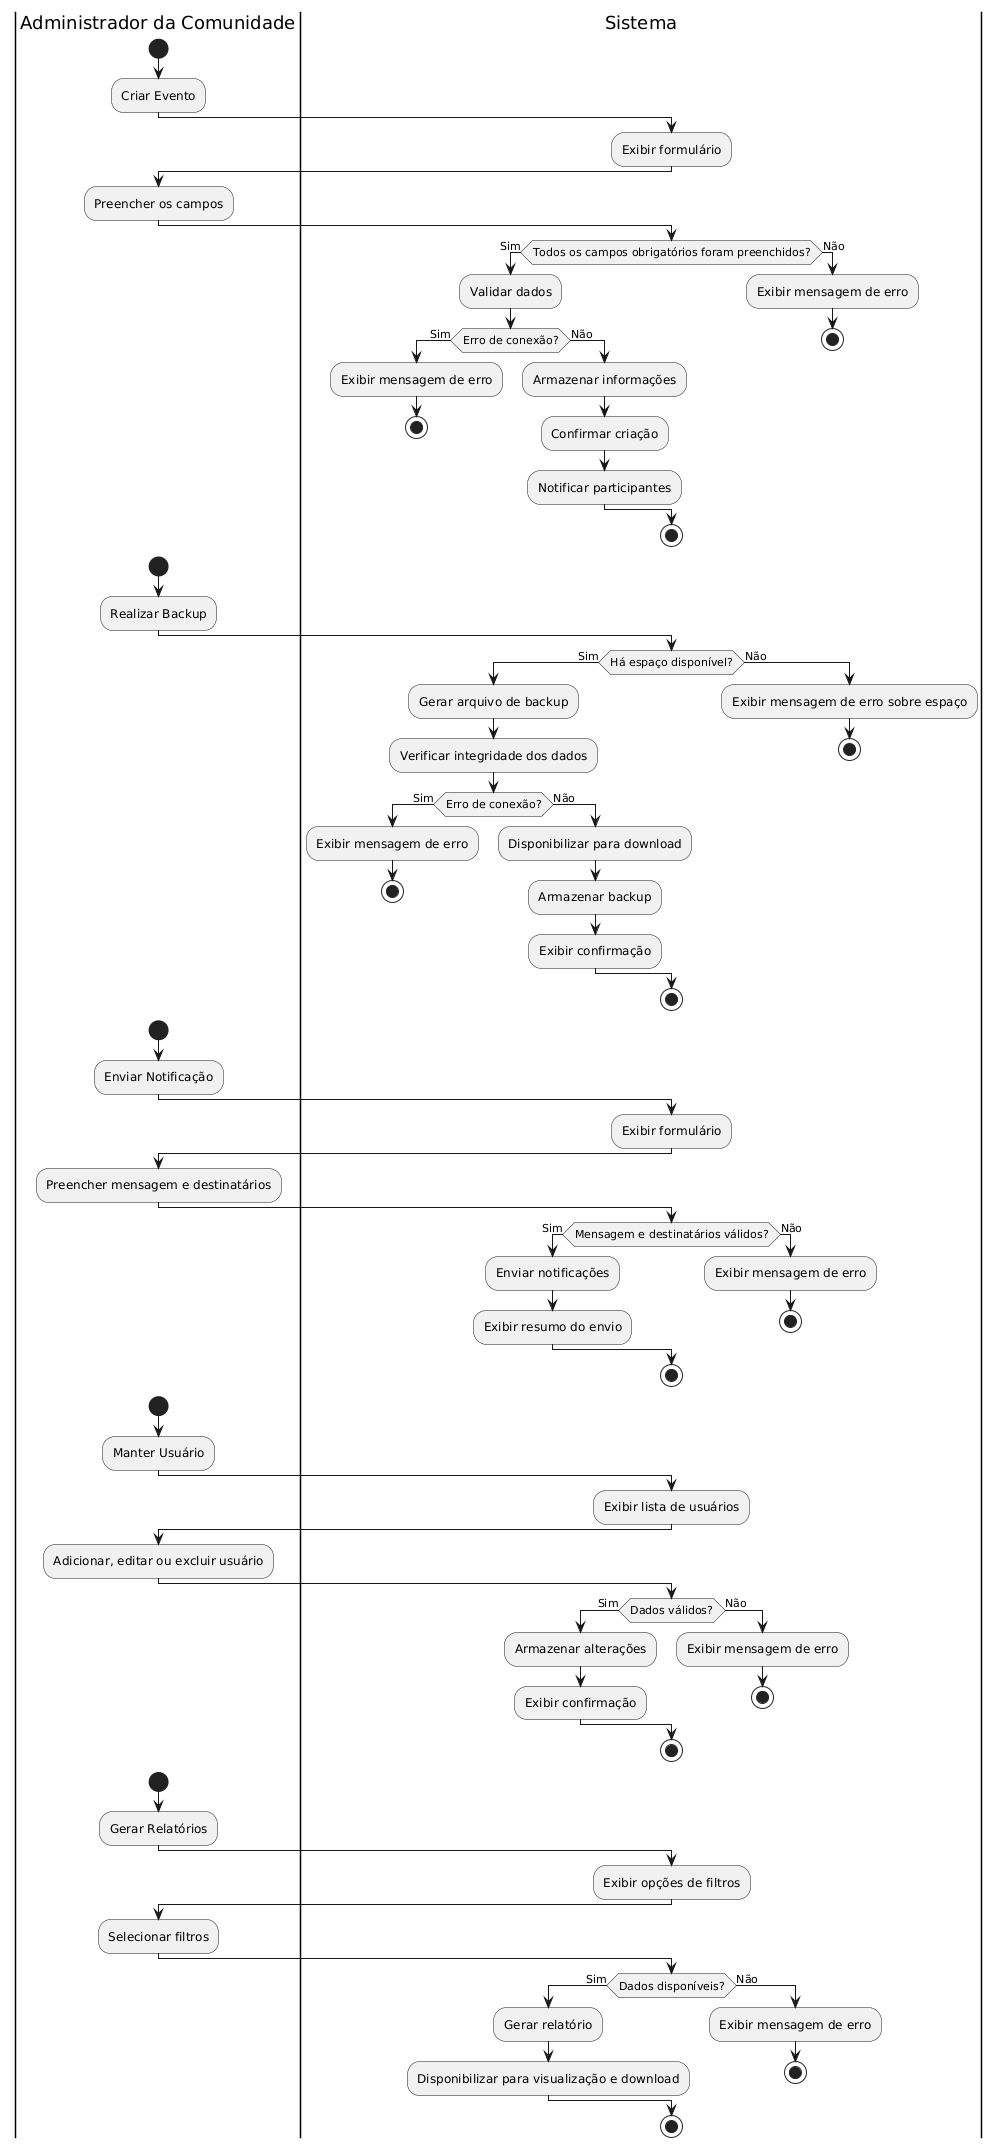 Administrador da Comunidade
Sistema
Criar Evento
Exibir formulário
Preencher os campos
Todos os campos obrigatórios foram preenchidos?
Sim
Não
Validar dados
Exibir mensagem de erro
Erro de conexão?
Sim
Não
Exibir mensagem de erro
Armazenar informações
Confirmar criação
Notificar participantes
Realizar Backup
Há espaço disponível?
Sim
Não
Gerar arquivo de backup
Exibir mensagem de erro sobre espaço
Verificar integridade dos dados
Erro de conexão?
Sim
Não
Exibir mensagem de erro
Disponibilizar para download
Armazenar backup
Exibir confirmação
Enviar Notificação
Exibir formulário
Preencher mensagem e destinatários
Mensagem e destinatários válidos?
Sim
Não
Enviar notificações
Exibir mensagem de erro
Exibir resumo do envio
Manter Usuário
Exibir lista de usuários
Adicionar, editar ou excluir usuário
Dados válidos?
Sim
Não
Armazenar alterações
Exibir mensagem de erro
Exibir confirmação
Gerar Relatórios
Exibir opções de filtros
Selecionar filtros
Dados disponíveis?
Sim
Não
Gerar relatório
Exibir mensagem de erro
Disponibilizar para visualização e download